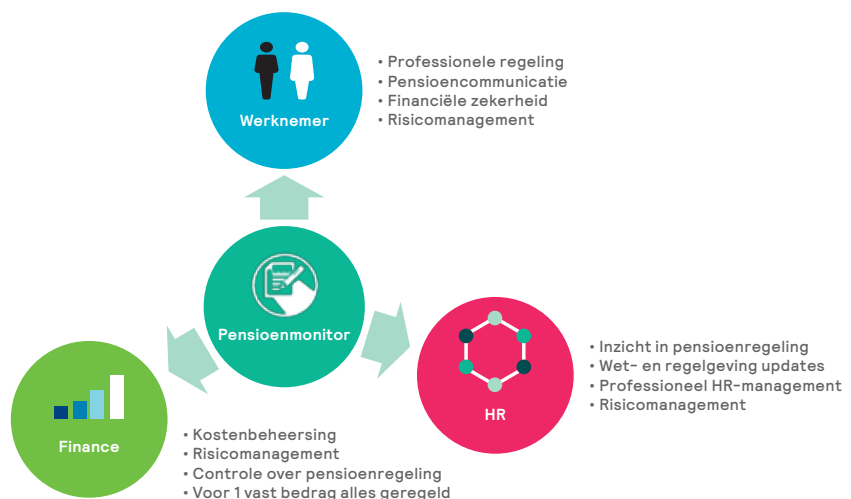 Werknemer
• Professionele regeling
• Pensioencommunicatie
• Financiële zekerheid
• Risicomanagement
Pensioenmonitor
HR
• Inzicht in pensioenregeling
• Wet- en regelgeving updates
• Professioneel HR-management
• Risicomanagement
Finance
• Kostenbeheersing
• Risicomanagement
• Controle over pensioenregeling
• Voor 1 vast bedrag alles geregeld